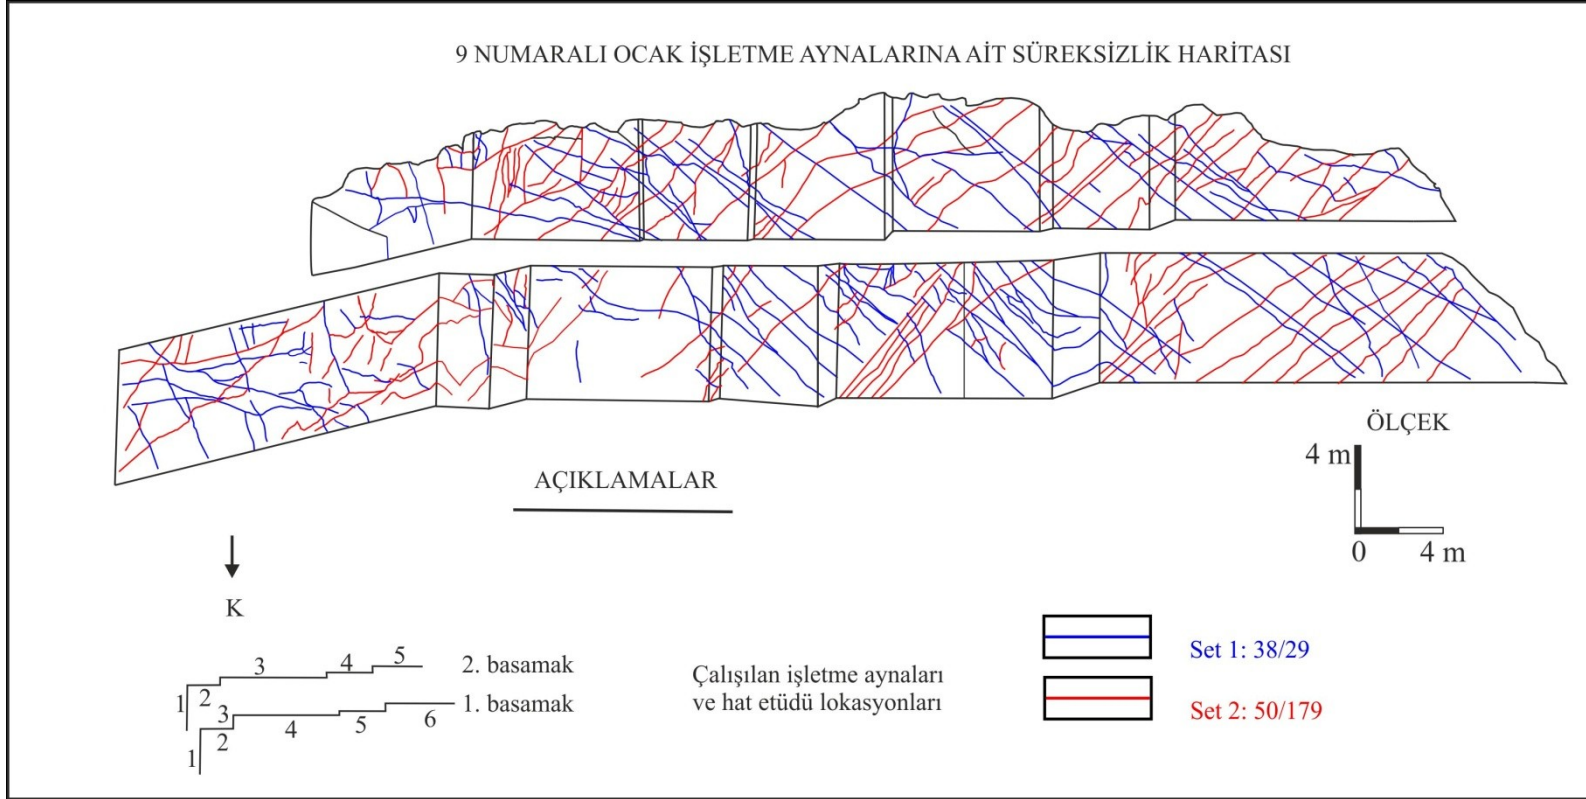 9 NUMARALI OCAK İŞLETME AYNALARINA AİT SÜREKSİZLİK HARİTASI
ÖLÇEK
4 m
0 4 m
AÇIKLAMALAR
K
1 2 3 4 5 2. basamak
1 2 3 4 5 6 1. basamak
Çalışılan işletme aynaları
ve hat etüdü lokasyonları
Set 1: 38/29
Set 2: 50/179